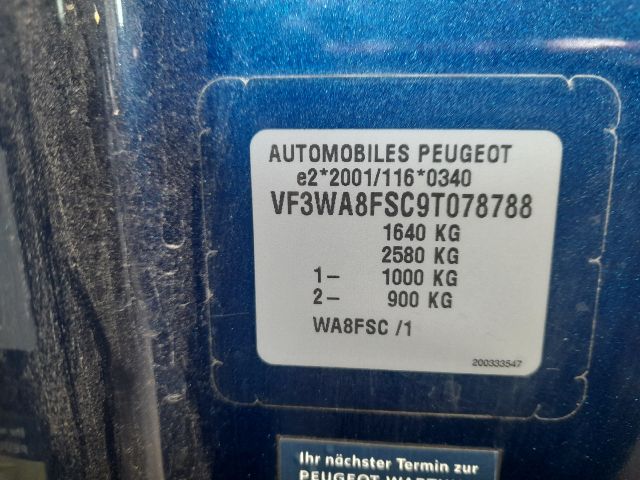 AUTOMOBILES PEUGEOT
e2*2001/116*0340
VF3WA8FSC9T078788
1640 KG
2580 KG
1- 1000 KG
2- 900 KG
WA8FSC /1
200333547
Ihr nächster Termin zur
PEUGEOT